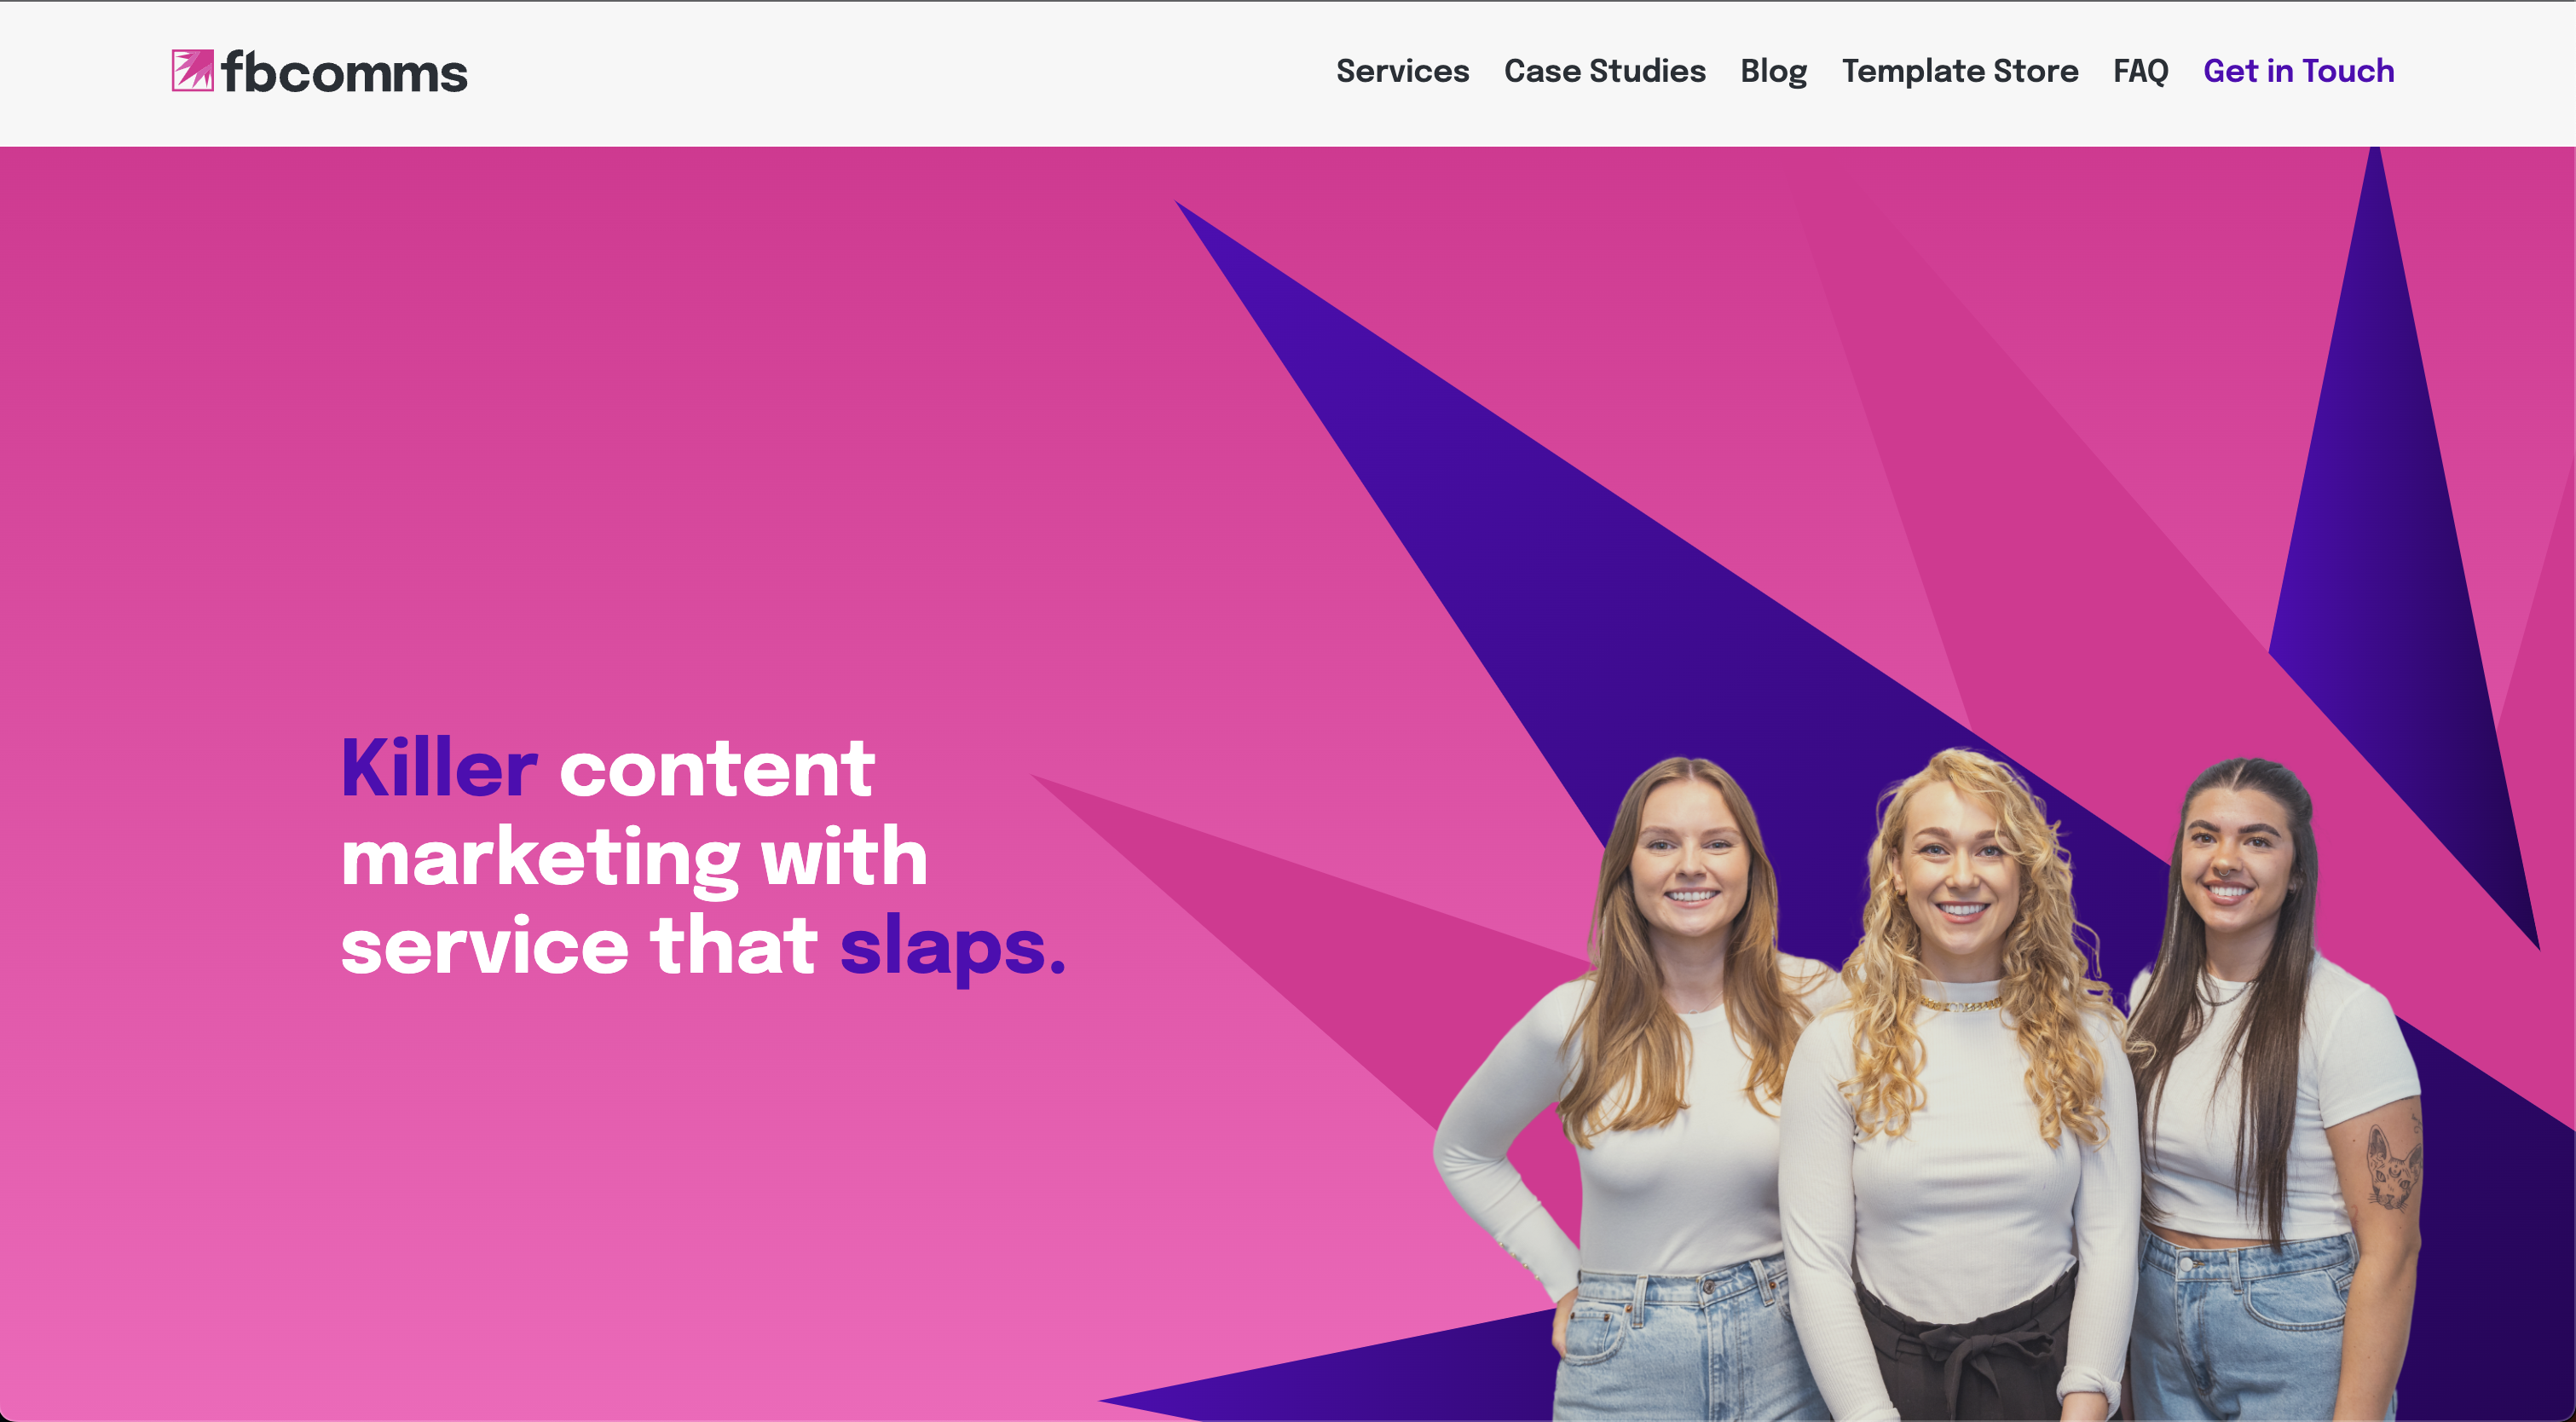 fbcomms
Services Case Studies Blog Template Store FAQ Get in Touch
Killer content
marketing with
service that slaps.